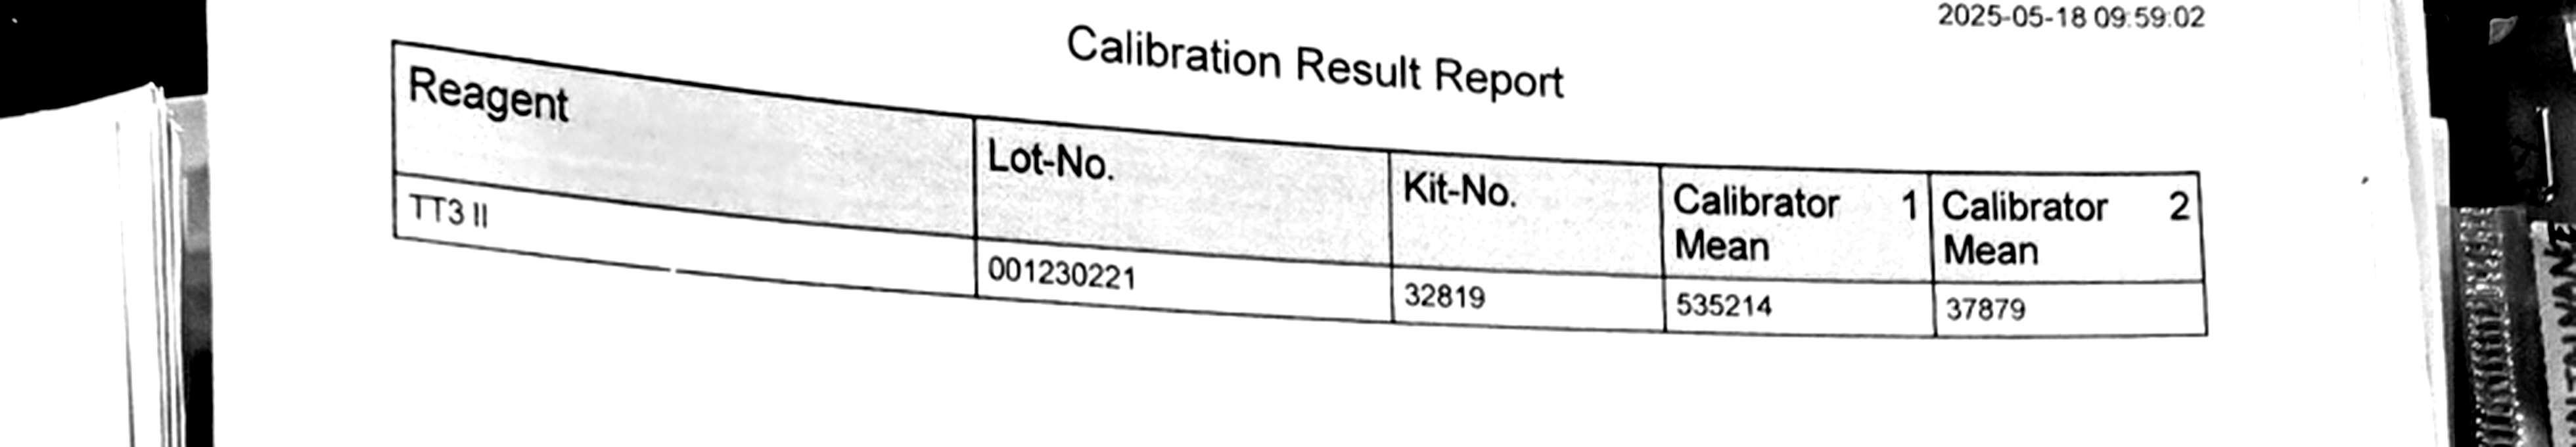 2025-05-18 09:59:02
Calibration Result Report
Reagent Lot-No. Kit-No. Calibrator 1 Mean Calibrator 2 Mean
TT3 II 001230221 32819 535214 37879